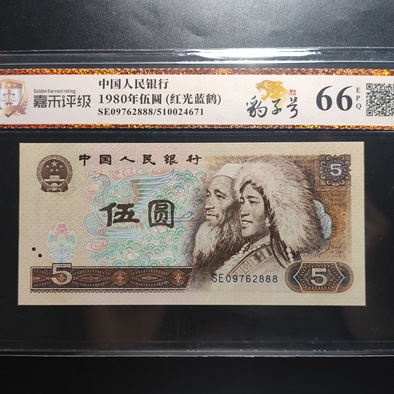 Golden harvest rating
嘉禾评级
中国人民银行
1980年伍圆 (红光蓝鹤)
SE09762888/510024671
豹子号
66 EPQ
中国人民银行
5
伍圆
5
SE09762888
5